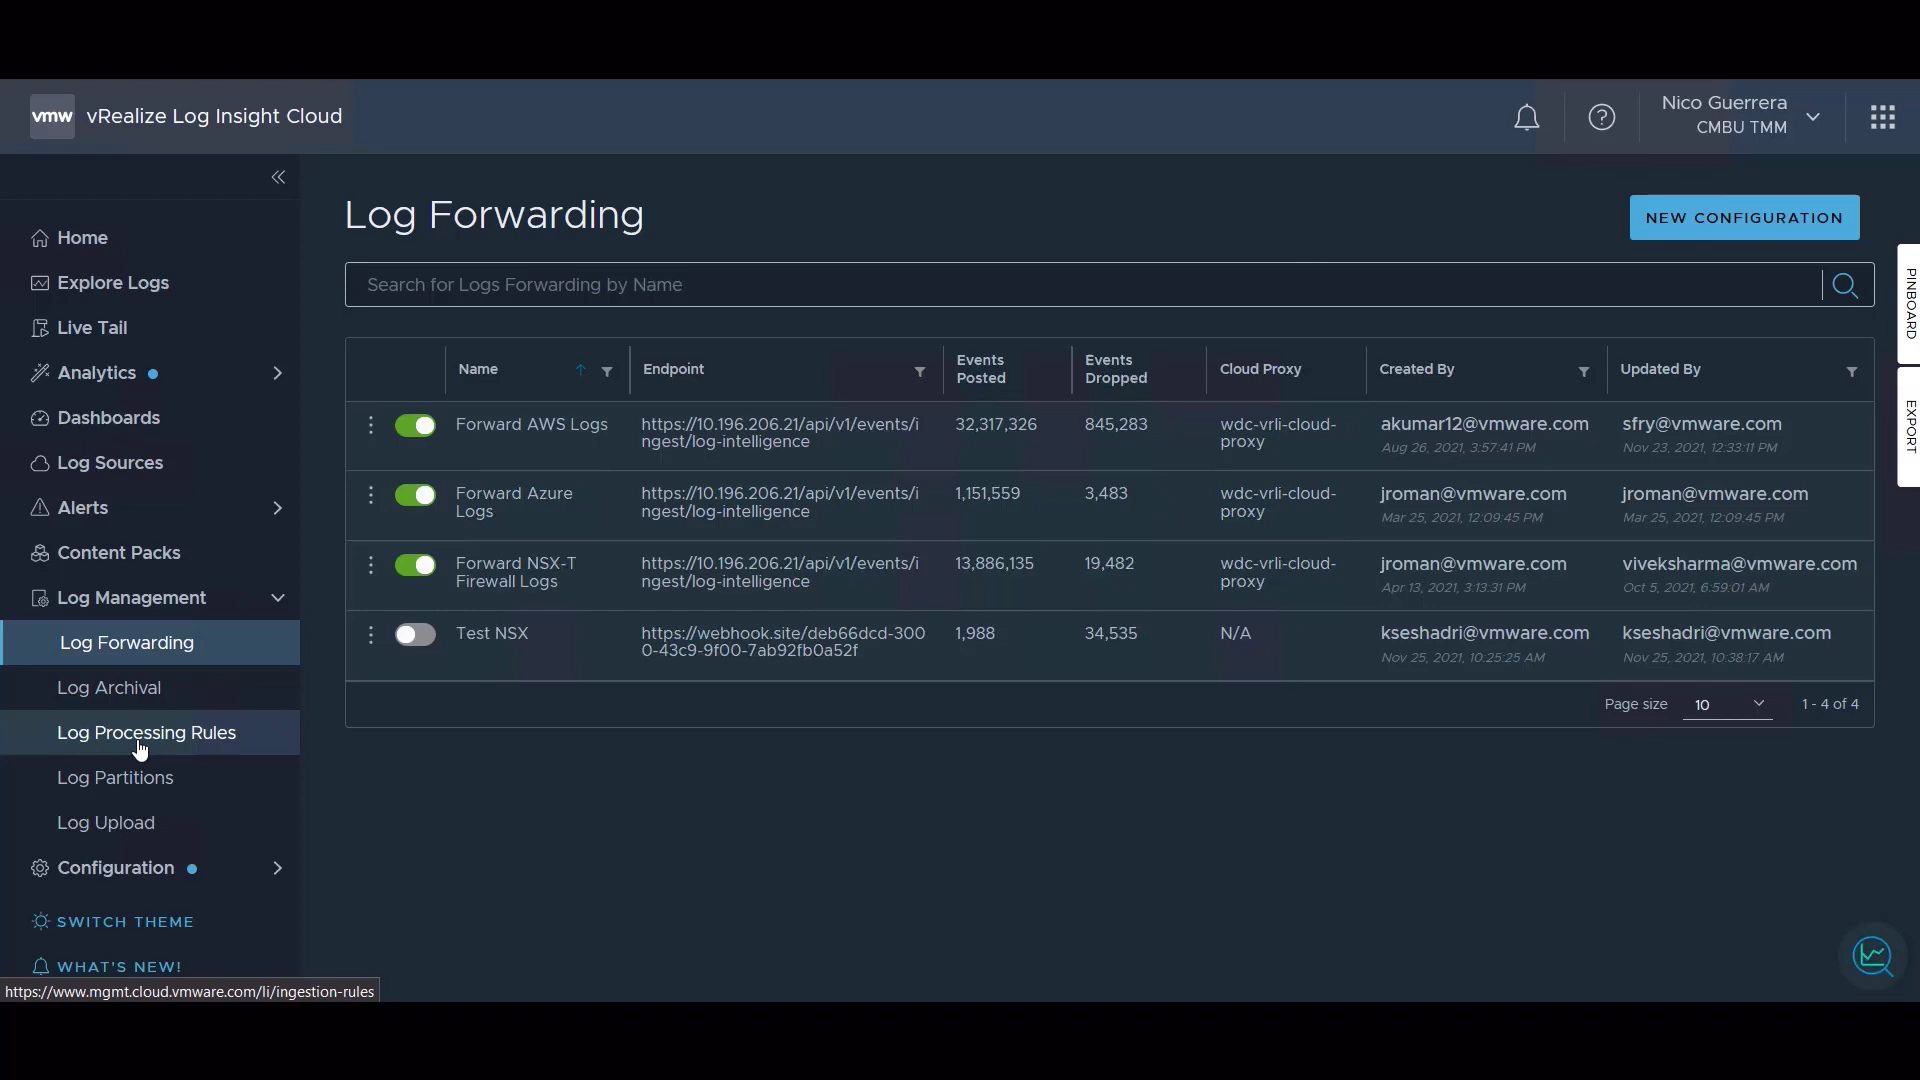 vmw vRealize Log Insight Cloud
Nico Guerrera
CMBU TMM
Home
Explore Logs
Live Tail
Analytics
Dashboards
Log Sources
Alerts
Content Packs
Log Management
Log Forwarding
Log Archival
Log Processing Rules
Log Partitions
Log Upload
Configuration
SWITCH THEME
WHAT'S NEW!
https://www.mgmt.cloud.vmware.com/li/ingestion-rules
Log Forwarding
NEW CONFIGURATION
Search for Logs Forwarding by Name
Name Endpoint Events Posted Events Dropped Cloud Proxy Created By Updated By
Forward AWS Logs https://10.196.206.21/api/v1/events/i 32,317,326 845,283 wdc-vrli-cloud- akumar12@vmware.com sfry@vmware.com
ngest/log-intelligence proxy Aug 26, 2021, 3:57:41 PM Nov 23, 2021, 12:33:11 PM
Forward Azure https://10.196.206.21/api/v1/events/i 1,151,559 3,483 wdc-vrli-cloud- jroman@vmware.com jroman@vmware.com
Logs ngest/log-intelligence proxy Mar 25, 2021, 12:09:45 PM Mar 25, 2021, 12:09:45 PM
Forward NSX-T https://10.196.206.21/api/v1/events/i 13,886,135 19,482 wdc-vrli-cloud- jroman@vmware.com viveksharma@vmware.com
Firewall Logs ngest/log-intelligence proxy Apr 13, 2021, 3:13:31 PM Oct 5, 2021, 6:59:01 AM
Test NSX https://webhook.site/deb66dcd-300 1,988 34,535 N/A kseshadri@vmware.com kseshadri@vmware.com
0-43c9-9f00-7ab92fb0a52f Nov 25, 2021, 10:25:25 AM Nov 25, 2021, 10:38:17 AM
Page size 10 1 - 4 of 4
PINBOARD
EXPORT